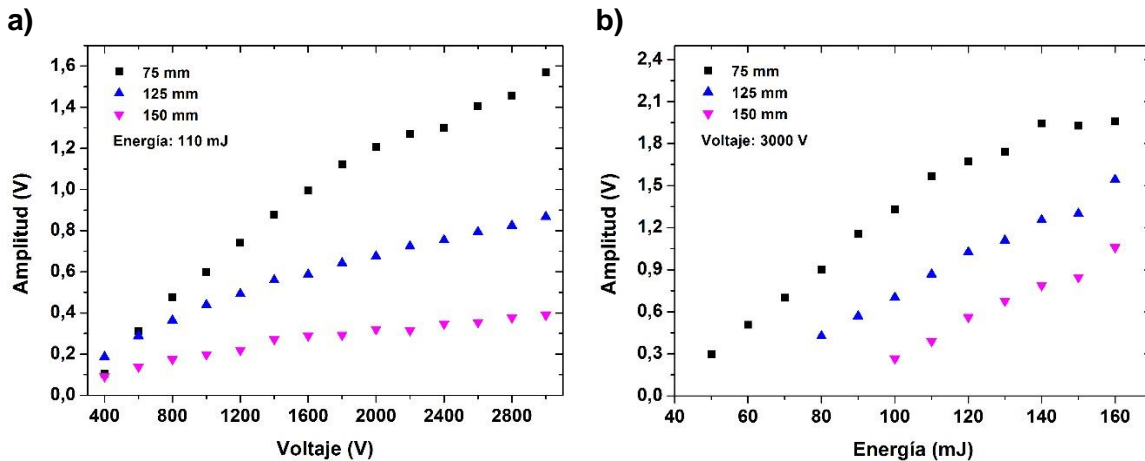 a)
Amplitud (V)
1,6
1,4
1,2
1,0
0,8
0,6
0,4
0,2
0,0
75 mm
125 mm
150 mm
Energía: 110 mJ
400 800 1200 1600 2000 2400 2800
Voltaje (V)
b)
Amplitud (V)
2,4
2,1
1,8
1,5
1,2
0,9
0,6
0,3
0,0
75 mm
125 mm
150 mm
Voltaje: 3000 V
40 60 80 100 120 140 160
Energía (mJ)